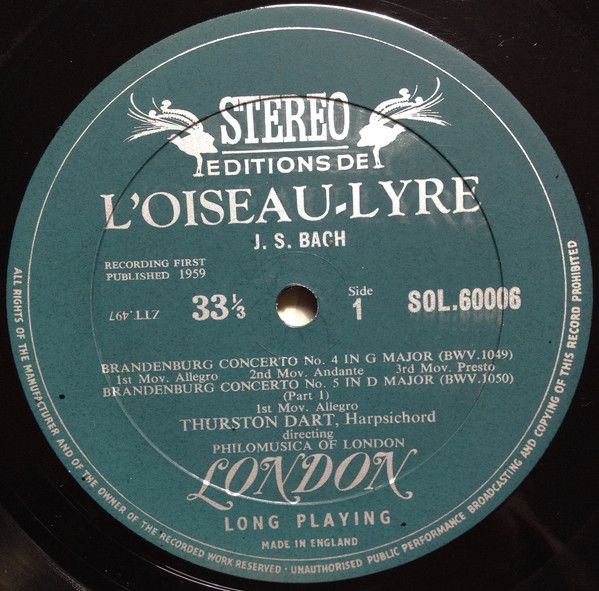 STEREO
EDITIONS DE
L'OISEAU-LYRE
J. S. BACH
RECORDING FIRST
PUBLISHED 1959
ZTT.497
33⅓
Side
1
SOL.60006
BRANDENBURG CONCERTO No. 4 IN G MAJOR (BWV.1049)
1st Mov. Allegro 2nd Mov. Andante 3rd Mov. Presto
BRANDENBURG CONCERTO No. 5 IN D MAJOR (BWV.1050)
(Part 1)
1st Mov. Allegro
THURSTON DART, Harpsichord
directing
PHILOMUSICA OF LONDON
LONDON
LONG PLAYING
MADE IN ENGLAND
ALL RIGHTS OF THE MANUFACTURER AND OF THE OWNER OF THE RECORDED WORK RESERVED · UNAUTHORISED PUBLIC PERFORMANCE BROADCASTING AND COPYING OF THIS RECORD PROHIBITED